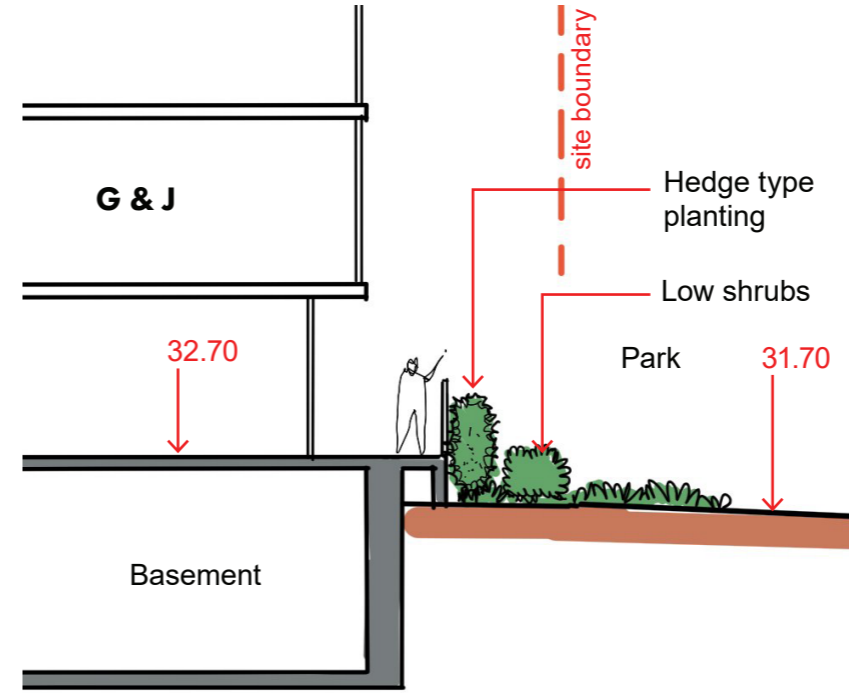 site boundary
G & J
Hedge type
planting
Low shrubs
32.70
Park
31.70
Basement